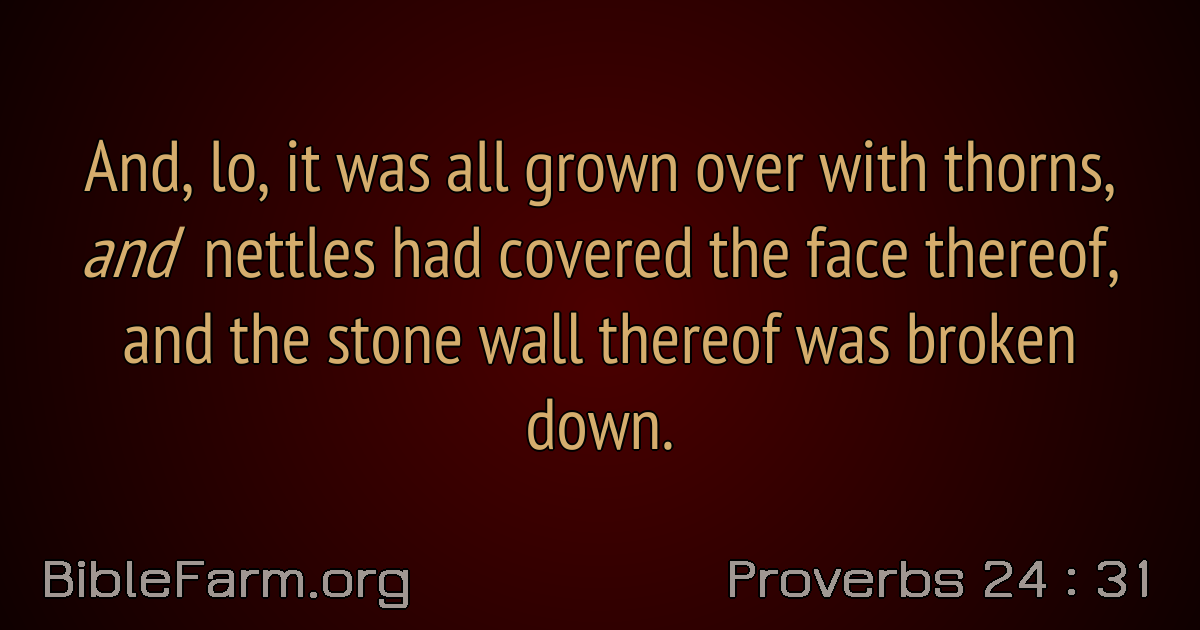 And, lo, it was all grown over with thorns,
and nettles had covered the face thereof,
and the stone wall thereof was broken
down.
BibleFarm.org
Proverbs 24 : 31